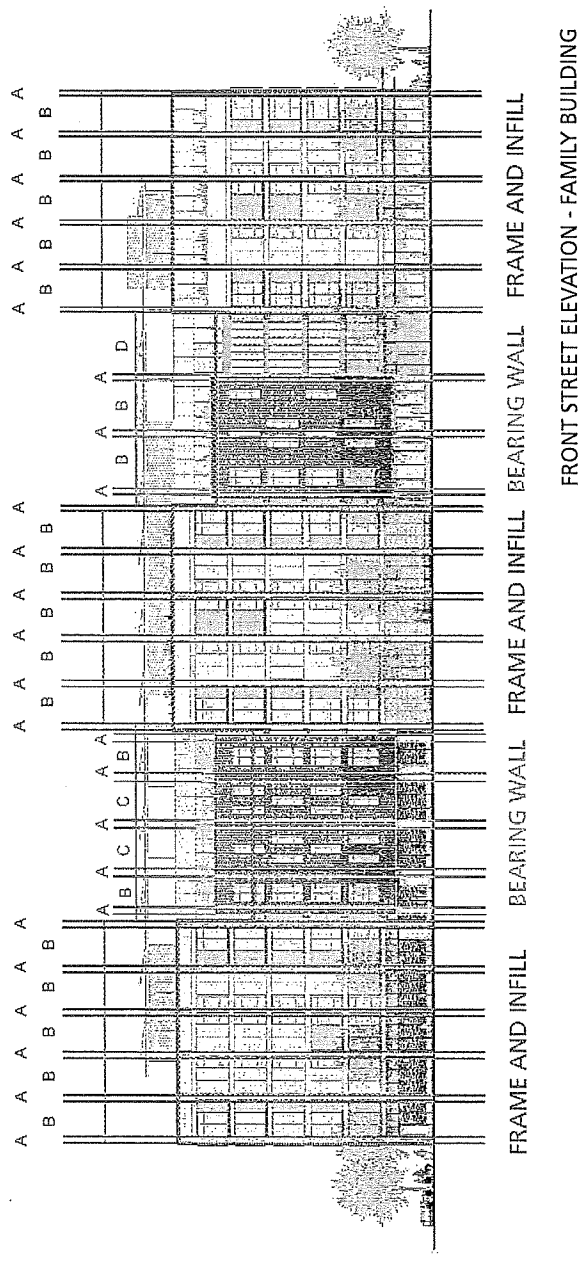 A A A A A A A A A A A A A A A A A A
B B B B B B B B B B B B B B B
A A A A A A A A
B C C B B B D
FRAME AND INFILL BEARING WALL FRAME AND INFILL BEARING WALL FRAME AND INFILL
FRONT STREET ELEVATION - FAMILY BUILDING